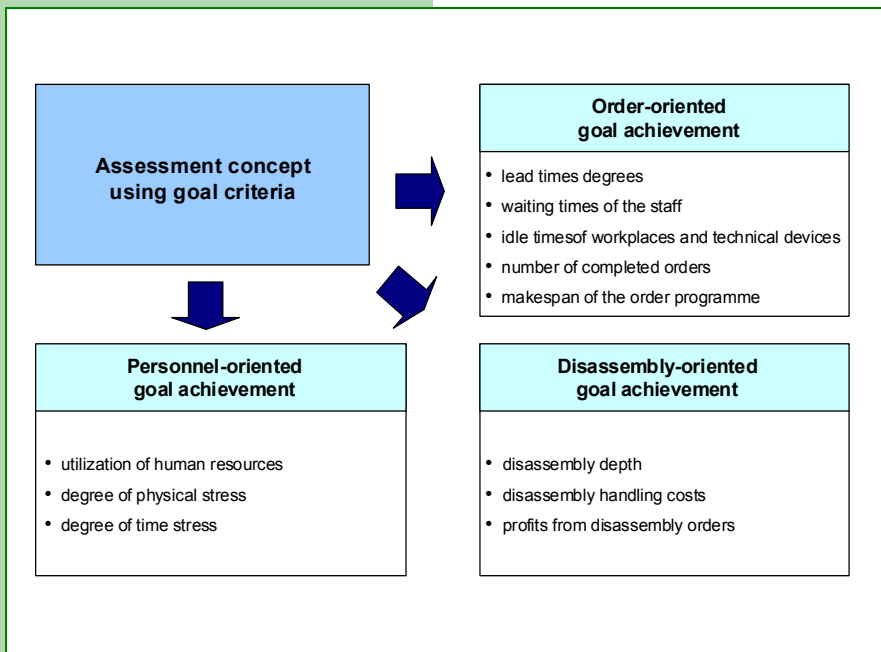 Assessment concept
using goal criteria
Order-oriented
goal achievement
• lead times degrees
• waiting times of the staff
• idle timesof workplaces and technical devices
• number of completed orders
• makespan of the order programme
Personnel-oriented
goal achievement
• utilization of human resources
• degree of physical stress
• degree of time stress
Disassembly-oriented
goal achievement
• disassembly depth
• disassembly handling costs
• profits from disassembly orders